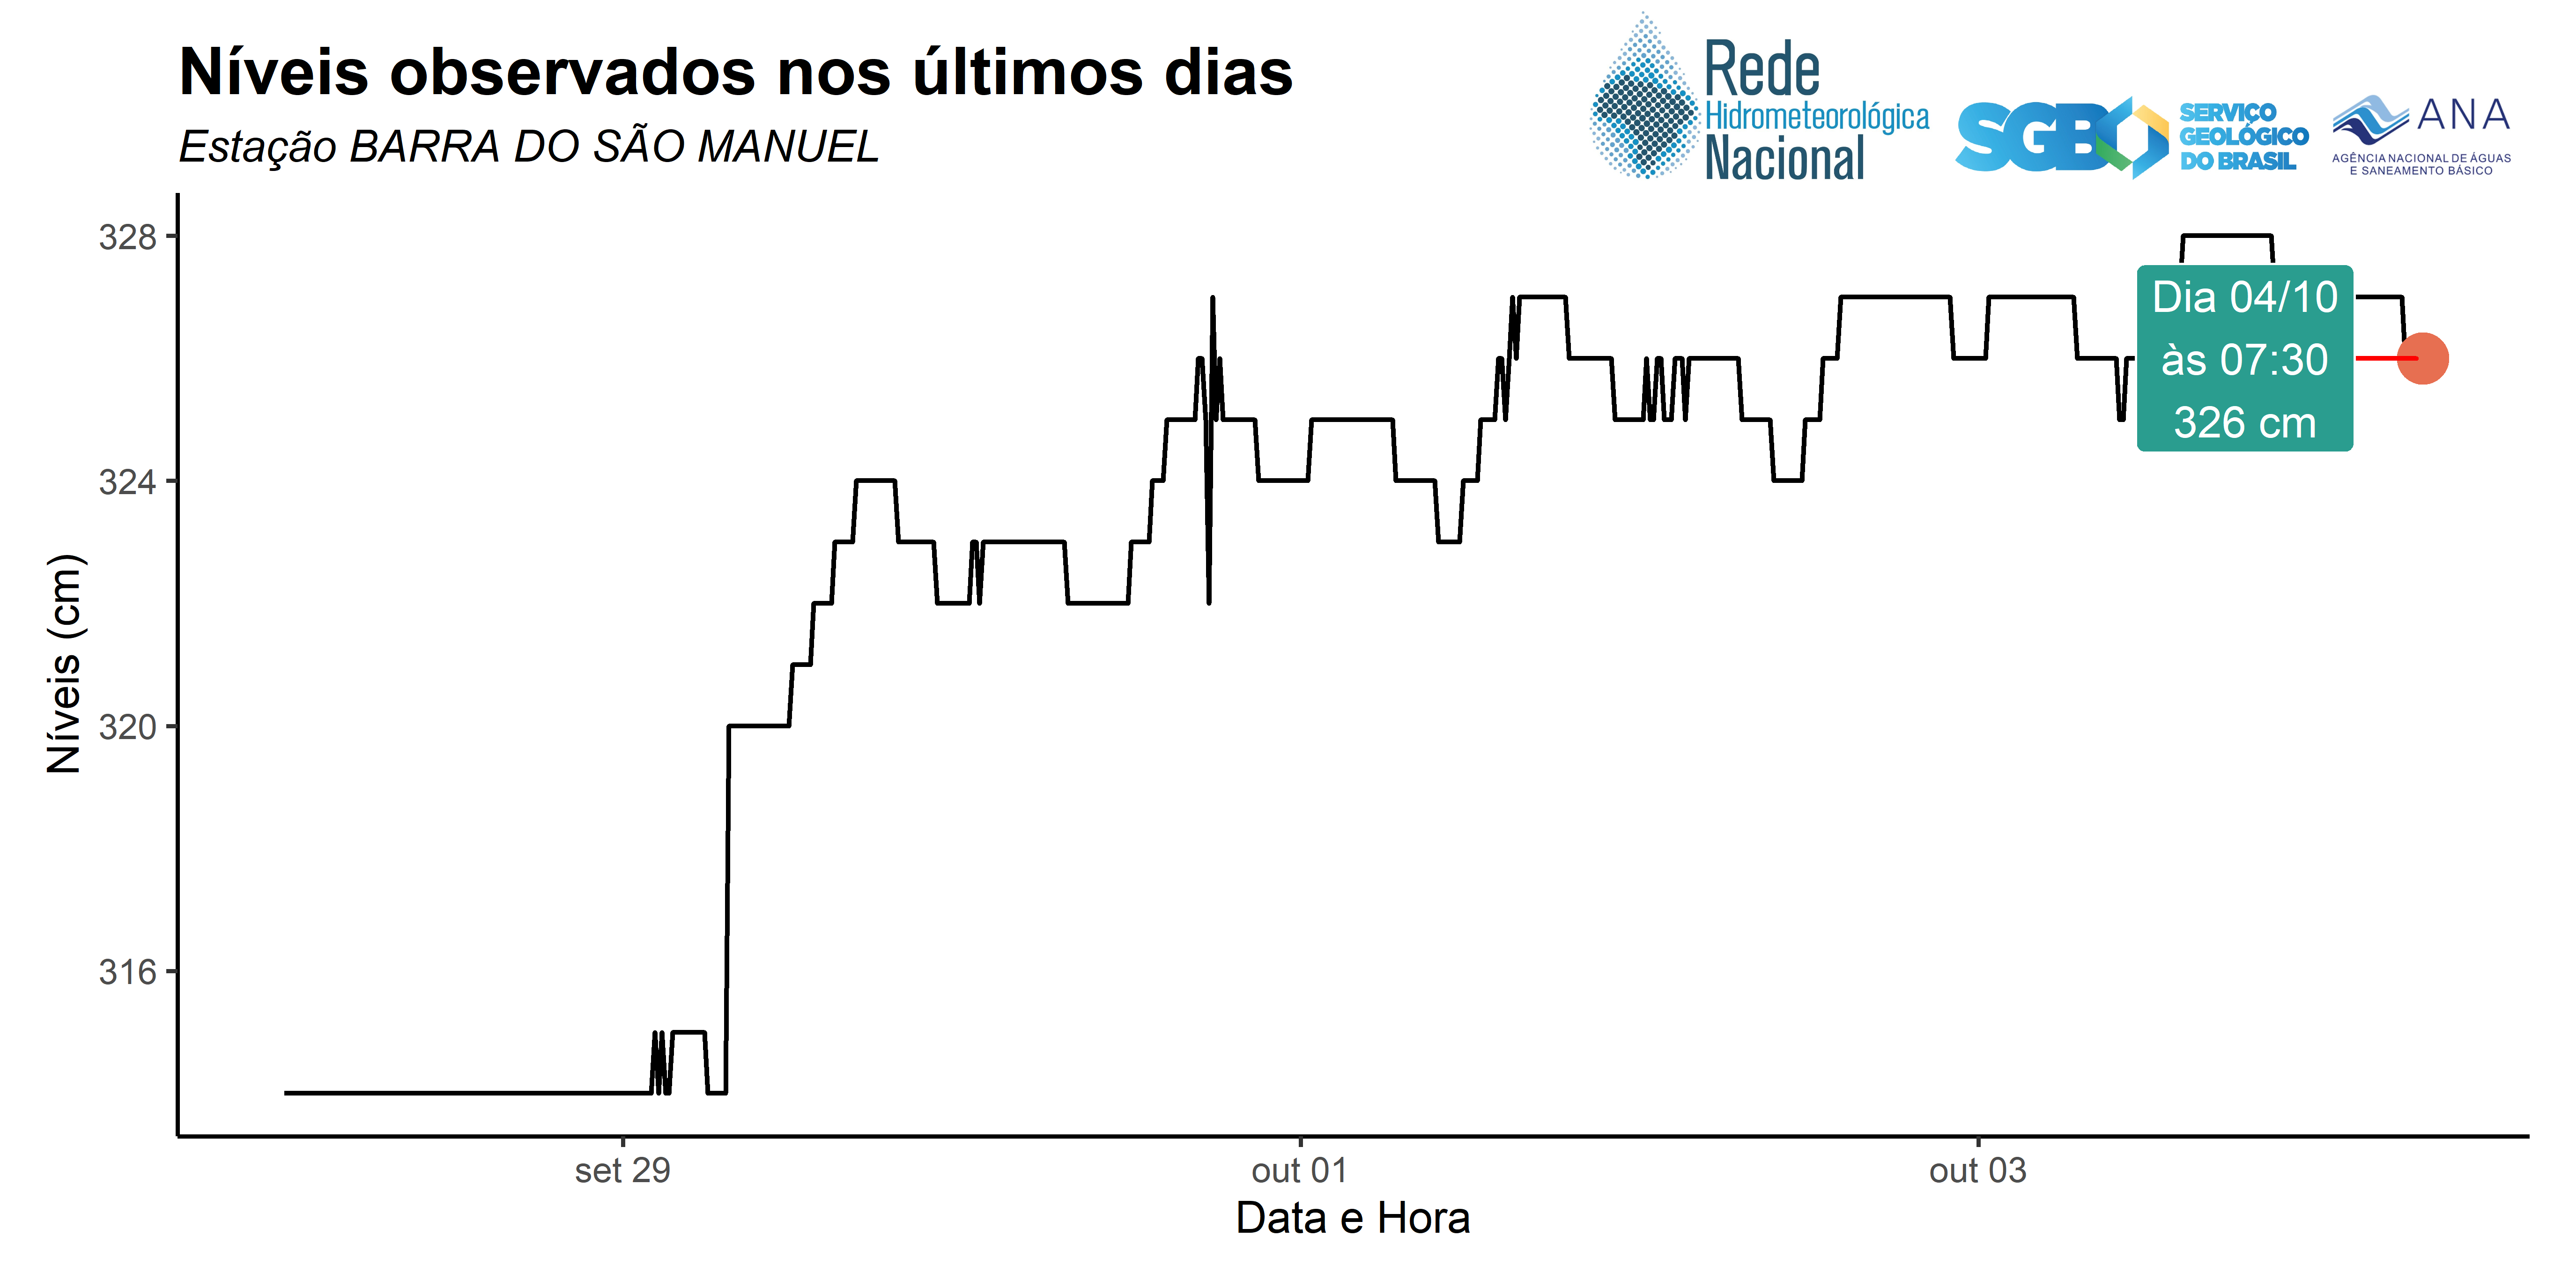 Níveis observados nos últimos dias
Estação BARRA DO SÃO MANUEL
Rede
Hidrometeorológica
Nacional
SGB
SERVIÇO
GEOLÓGICO
DO BRASIL
ANA
AGÊNCIA NACIONAL DE ÁGUAS
E SANEAMENTO BÁSICO
328
324
320
316
Níveis (cm)
Dia 04/10
às 07:30
326 cm
set 29
out 01
out 03
Data e Hora